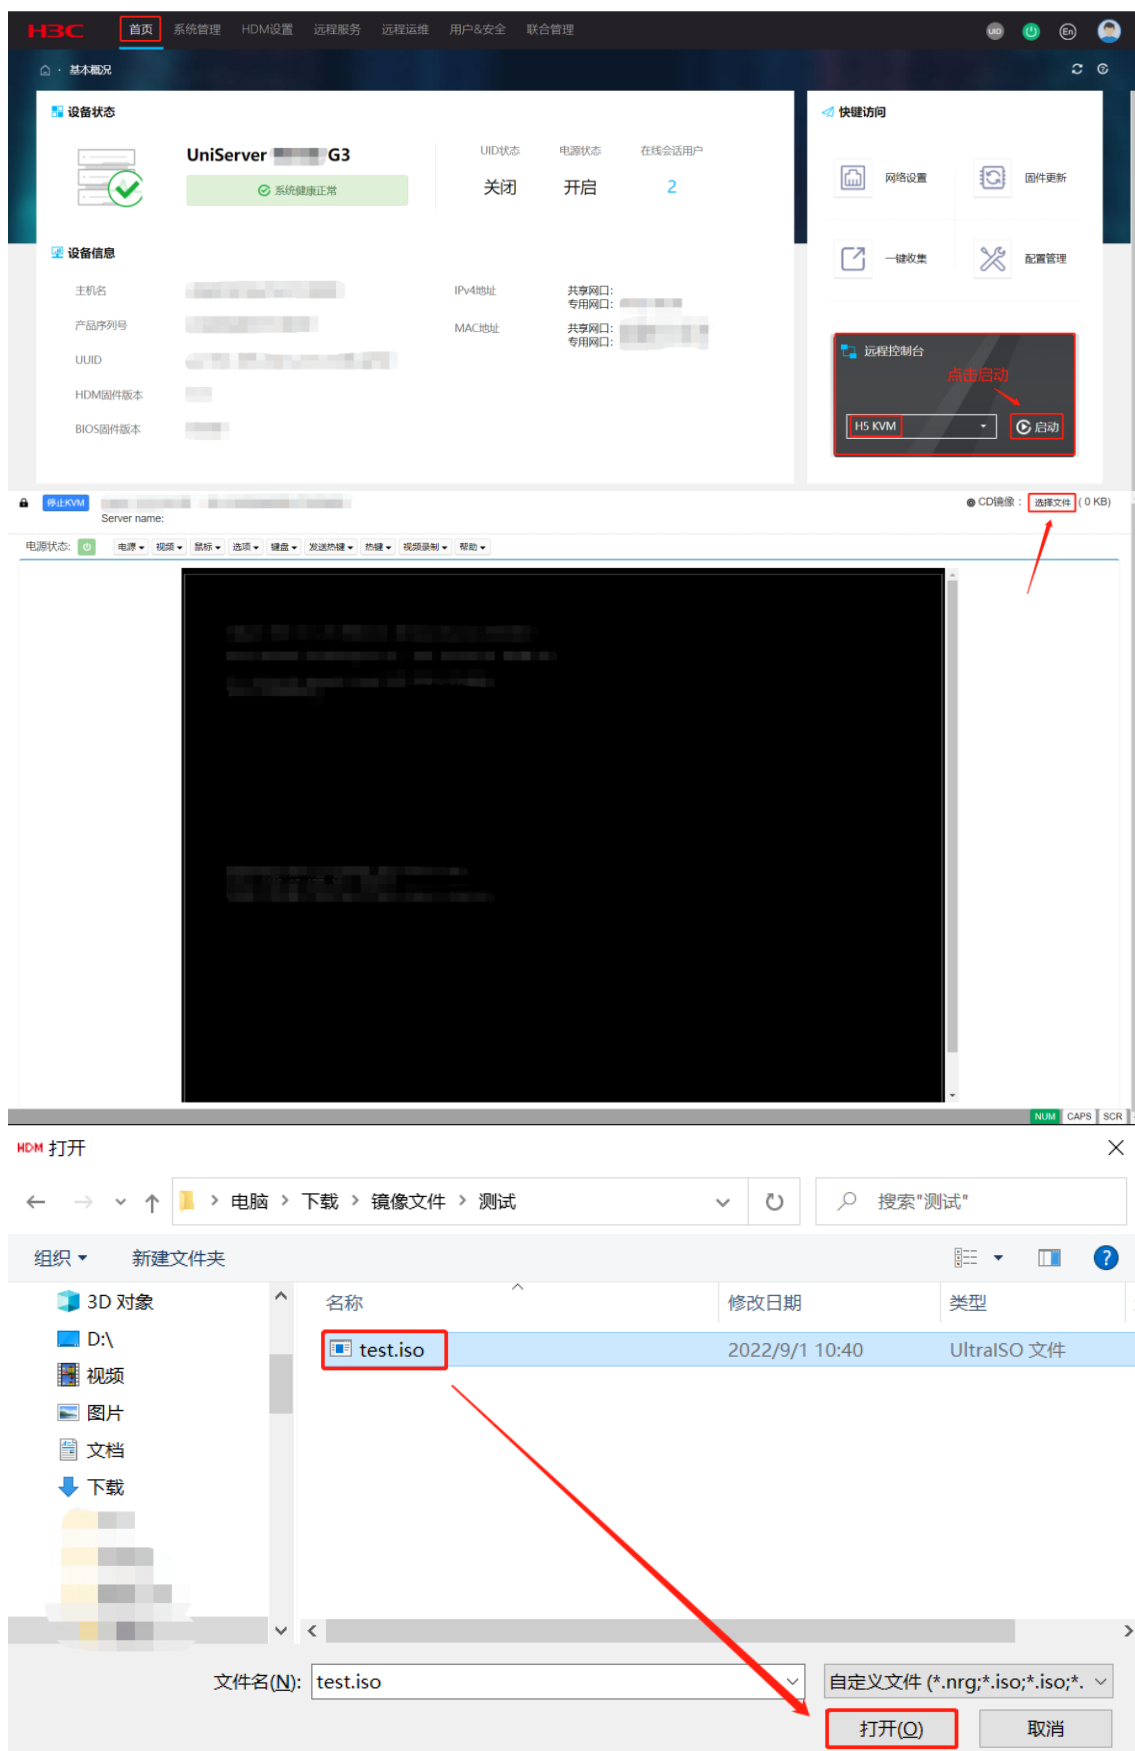 H3C 首页 系统管理 HDM设置 远程服务 远程运维 用户&安全 联合管理 UID En
基本概况
设备状态
UniServer G3
系统健康正常
UID状态 电源状态 在线会话用户
关闭 开启 2
设备信息
主机名
产品序列号
UUID
HDM固件版本
BIOS固件版本
IPv4地址 共享网口:
专用网口:
MAC地址 共享网口:
专用网口:
快键访问
网络设置 固件更新
一键收集 配置管理
远程控制台
点击启动
H5 KVM 启动
停止KVM
CD镜像： 选择文件 ( 0 KB)
Server name:
电源状态: 电源 视频 鼠标 选项 键盘 发送热键 热键 视频录制 帮助
NUM CAPS SCR
HDM 打开
电脑 下载 镜像文件 测试 搜索"测试"
组织 新建文件夹
3D 对象
D:\
视频
图片
文档
下载
名称 修改日期 类型
test.iso 2022/9/1 10:40 UltraISO 文件
文件名(N): test.iso 自定义文件 (*.nrg;*.iso;*.iso;*.
打开(O) 取消